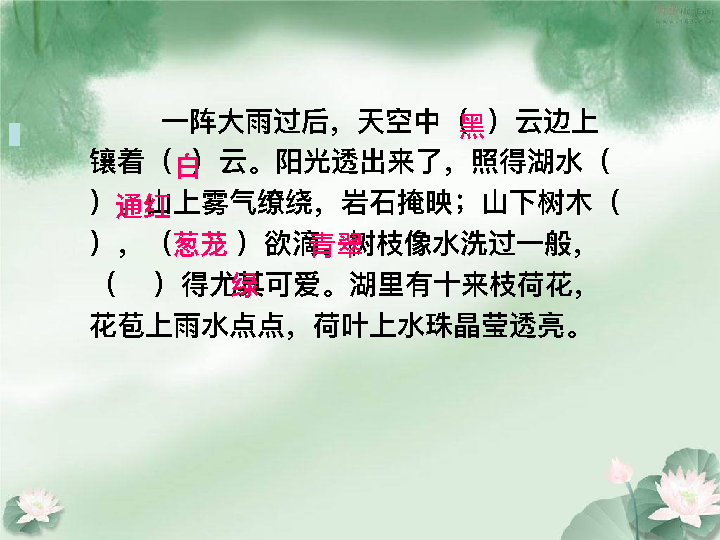 一阵大雨过后，天空中（黑）云边上
镶着（白）云。阳光透出来了，照得湖水（
通红），山上雾气缭绕，岩石掩映；山下树木（
葱茏），（青翠）欲滴。树枝像水洗过一般，
（绿）得尤其可爱。湖里有十来枝荷花，
花苞上雨水点点，荷叶上水珠晶莹透亮。